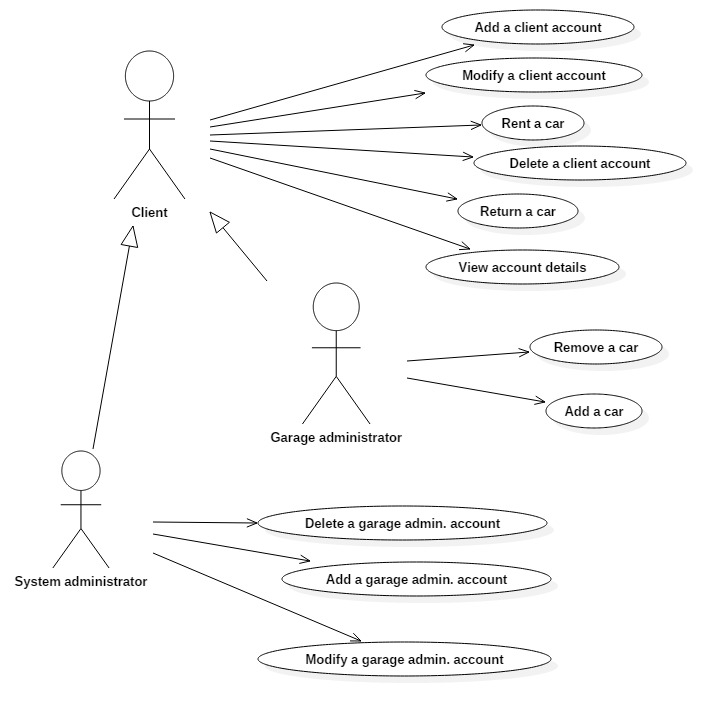 Add a client account
Modify a client account
Rent a car
Delete a client account
Client
Return a car
View account details
Remove a car
Add a car
Garage administrator
Delete a garage admin. account
System administrator
Add a garage admin. account
Modify a garage admin. account